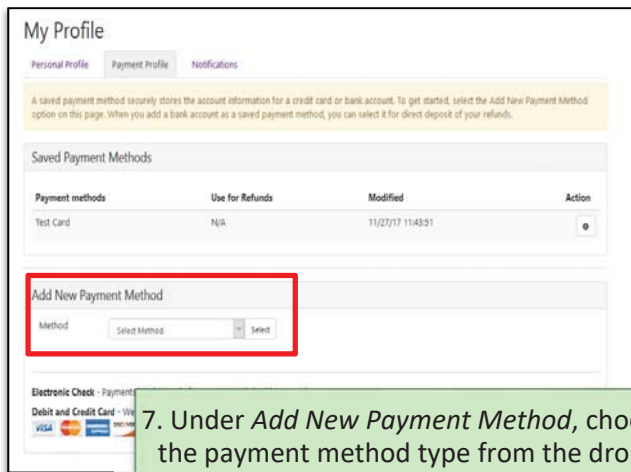 My Profile
Personal Profile Payment Profile Notifications
A saved payment method securely stores the account information for a credit card or bank account. To get started, select the Add New Payment Method
option on this page. When you add a bank account as a saved payment method, you can select it for direct deposit of your refunds.
Saved Payment Methods
Payment methods Use for Refunds Modified Action
Test Card N/A 11/27/17 11:43:51
Add New Payment Method
Method Select Method Select
Electronic Check - Payments
Debit and Credit Card - We
VISA
7. Under Add New Payment Method, choo
the payment method type from the dro